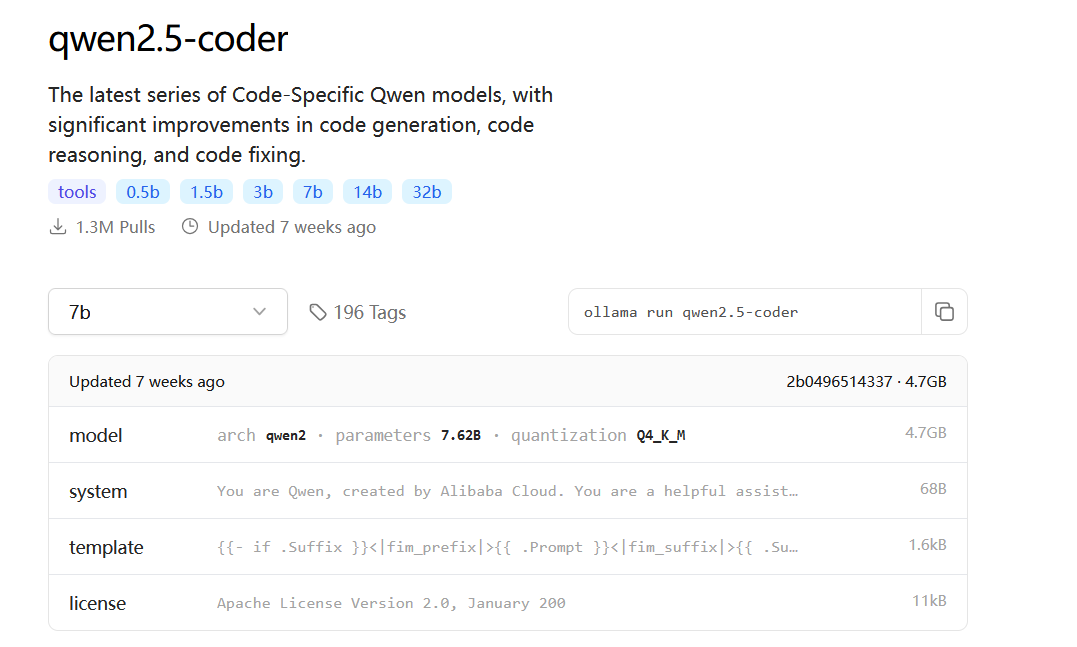 qwen2.5-coder
The latest series of Code-Specific Qwen models, with
significant improvements in code generation, code
reasoning, and code fixing.
tools 0.5b 1.5b 3b 7b 14b 32b
1.3M Pulls Updated 7 weeks ago
7b 196 Tags ollama run qwen2.5-coder
Updated 7 weeks ago 2b0496514337 · 4.7GB
model arch qwen2 · parameters 7.62B · quantization Q4_K_M 4.7GB
system You are Qwen, created by Alibaba Cloud. You are a helpful assist… 68B
template {{- if .Suffix }}<|fim_prefix|>{{ .Prompt }}<|fim_suffix|>{{ .Su… 1.6kB
license Apache License Version 2.0, January 200 11kB